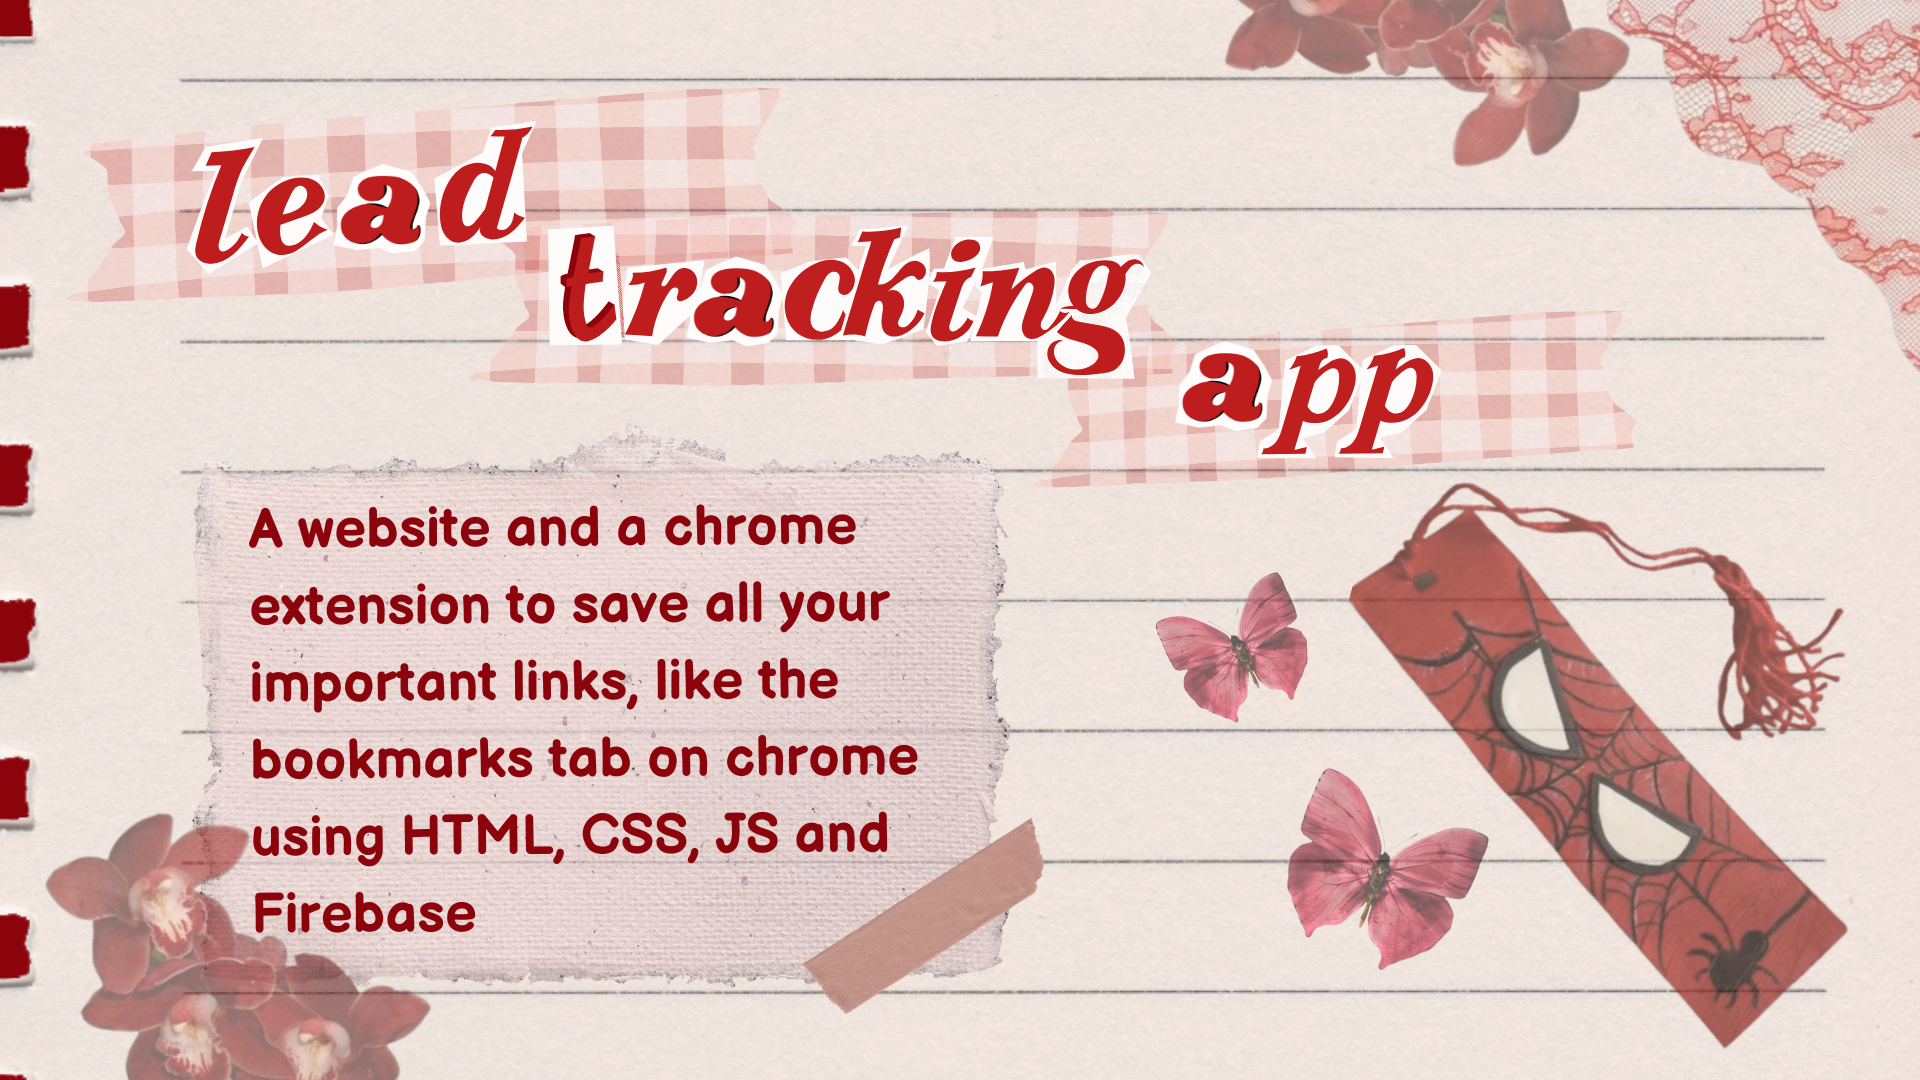 lead
tracking
app
A website and a chrome
extension to save all your
important links, like the
bookmarks tab on chrome
using HTML, CSS, JS and
Firebase